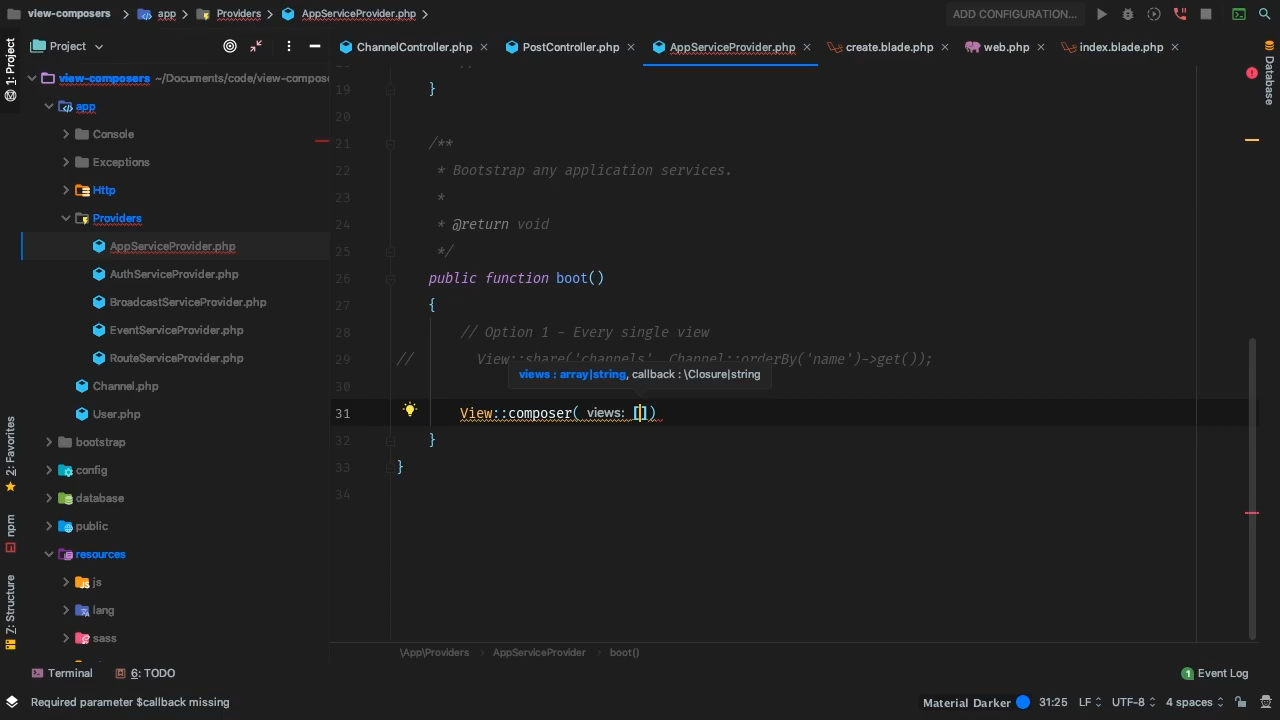 view-composers > app > Providers > AppServiceProvider.php >
ADD CONFIGURATION...
1: Project
Project
ChannelController.php
PostController.php
AppServiceProvider.php
create.blade.php
web.php
index.blade.php
Database
view-composers ~/Documents/code/view-compos
app
Console
Exceptions
Http
Providers
AppServiceProvider.php
AuthServiceProvider.php
BroadcastServiceProvider.php
EventServiceProvider.php
RouteServiceProvider.php
Channel.php
User.php
bootstrap
config
database
public
resources
js
lang
sass
2: Favorites
npm
7: Structure
19 }
20
21 /**
22 * Bootstrap any application services.
23 *
24 * @return void
25 */
26 public function boot()
27 {
28 // Option 1 - Every single view
29 // View::share('channels', Channel::orderBy('name')->get());
views : array|string, callback : \Closure|string
30
31 View::composer( views: [])
32 }
33 }
34
\App\Providers > AppServiceProvider > boot()
Terminal
6: TODO
1 Event Log
Required parameter $callback missing
Material Darker
31:25
LF
UTF-8
4 spaces